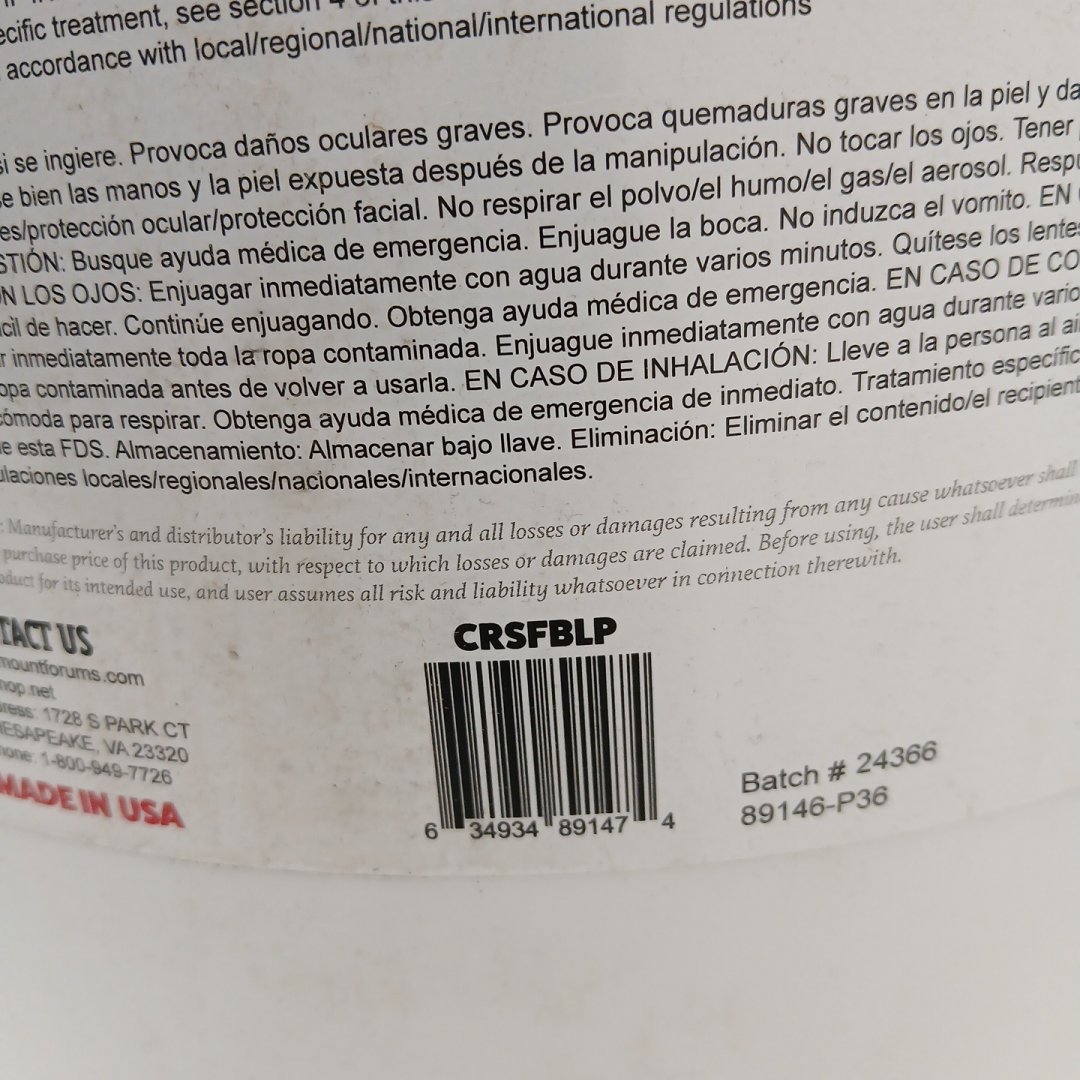 ecific treatment, see section 4 of
accordance with local/regional/national/international regulations
si se ingiere. Provoca daños oculares graves. Provoca quemaduras graves en la piel y da
e bien las manos y la piel expuesta después de la manipulación. No tocar los ojos. Tener
es/protección ocular/protección facial. No respirar el polvo/el humo/el gas/el aerosol. Respu
STIÓN: Busque ayuda médica de emergencia. Enjuague la boca. No induzca el vomito. EN
N LOS OJOS: Enjuagar inmediatamente con agua durante varios minutos. Quítese los lentes
cil de hacer. Continúe enjuagando. Obtenga ayuda médica de emergencia. EN CASO DE CO
r inmediatamente toda la ropa contaminada. Enjuague inmediatamente con agua durante vario
opa contaminada antes de volver a usarla. EN CASO DE INHALACIÓN: Lleve a la persona al ai
cómoda para respirar. Obtenga ayuda médica de emergencia de inmediato. Tratamiento específic
e esta FDS. Almacenamiento: Almacenar bajo llave. Eliminación: Eliminar el contenido/el recipient
ulaciones locales/regionales/nacionales/internacionales.
: Manufacturer's and distributor's liability for any and all losses or damages resulting from any cause whatsoever shall
purchase price of this product, with respect to which losses or damages are claimed. Before using, the user shall determin
oduct for its intended use, and user assumes all risk and liability whatsoever in connection therewith.
TACT US
mountforums.com
hop.net
ress: 1728 S PARK CT
HESAPEAKE, VA 23320
hone: 1-800-949-7726
MADE IN USA
CRSFBLP
6 34934 89147 4
Batch # 24366
89146-P36